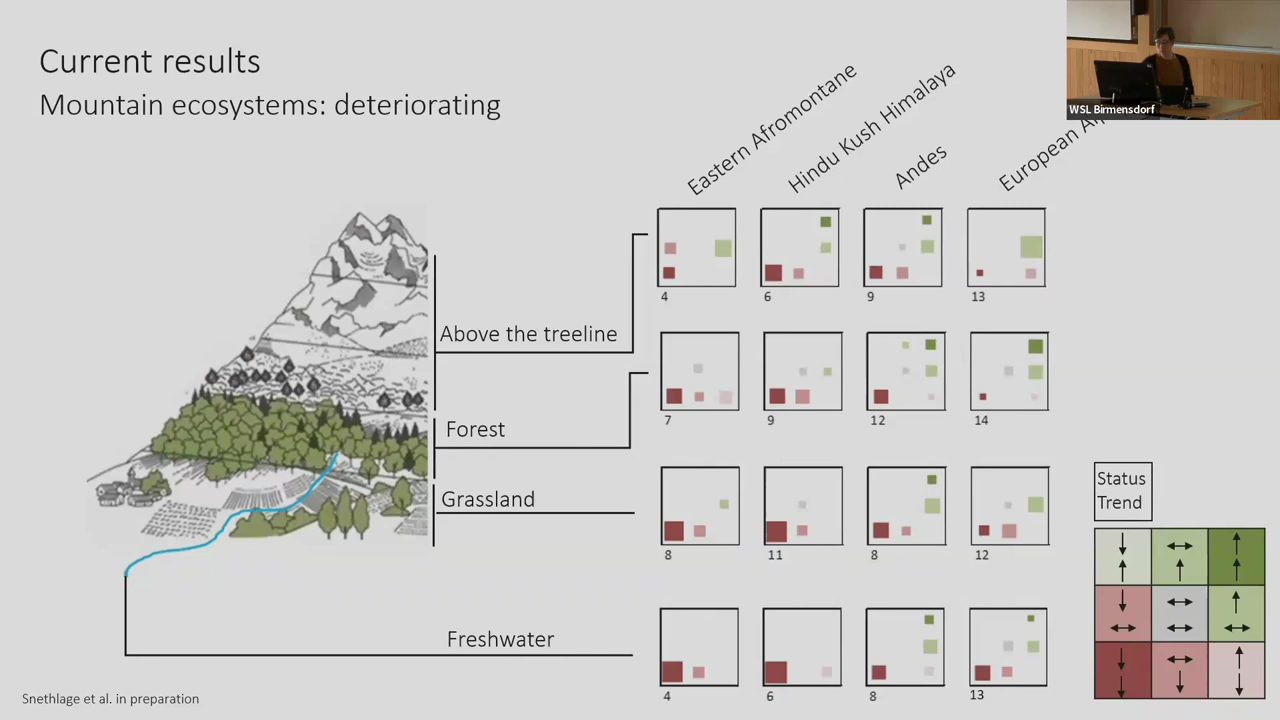 Current results
Mountain ecosystems: deteriorating
WSL Birmensdorf
Eastern Afromontane
Hindu Kush Himalaya
Andes
European
4
6
9
13
Above the treeline
7
9
12
14
Forest
Status
Trend
Grassland
8
11
8
12
Freshwater
4
6
8
13
Snethlage et al. in preparation